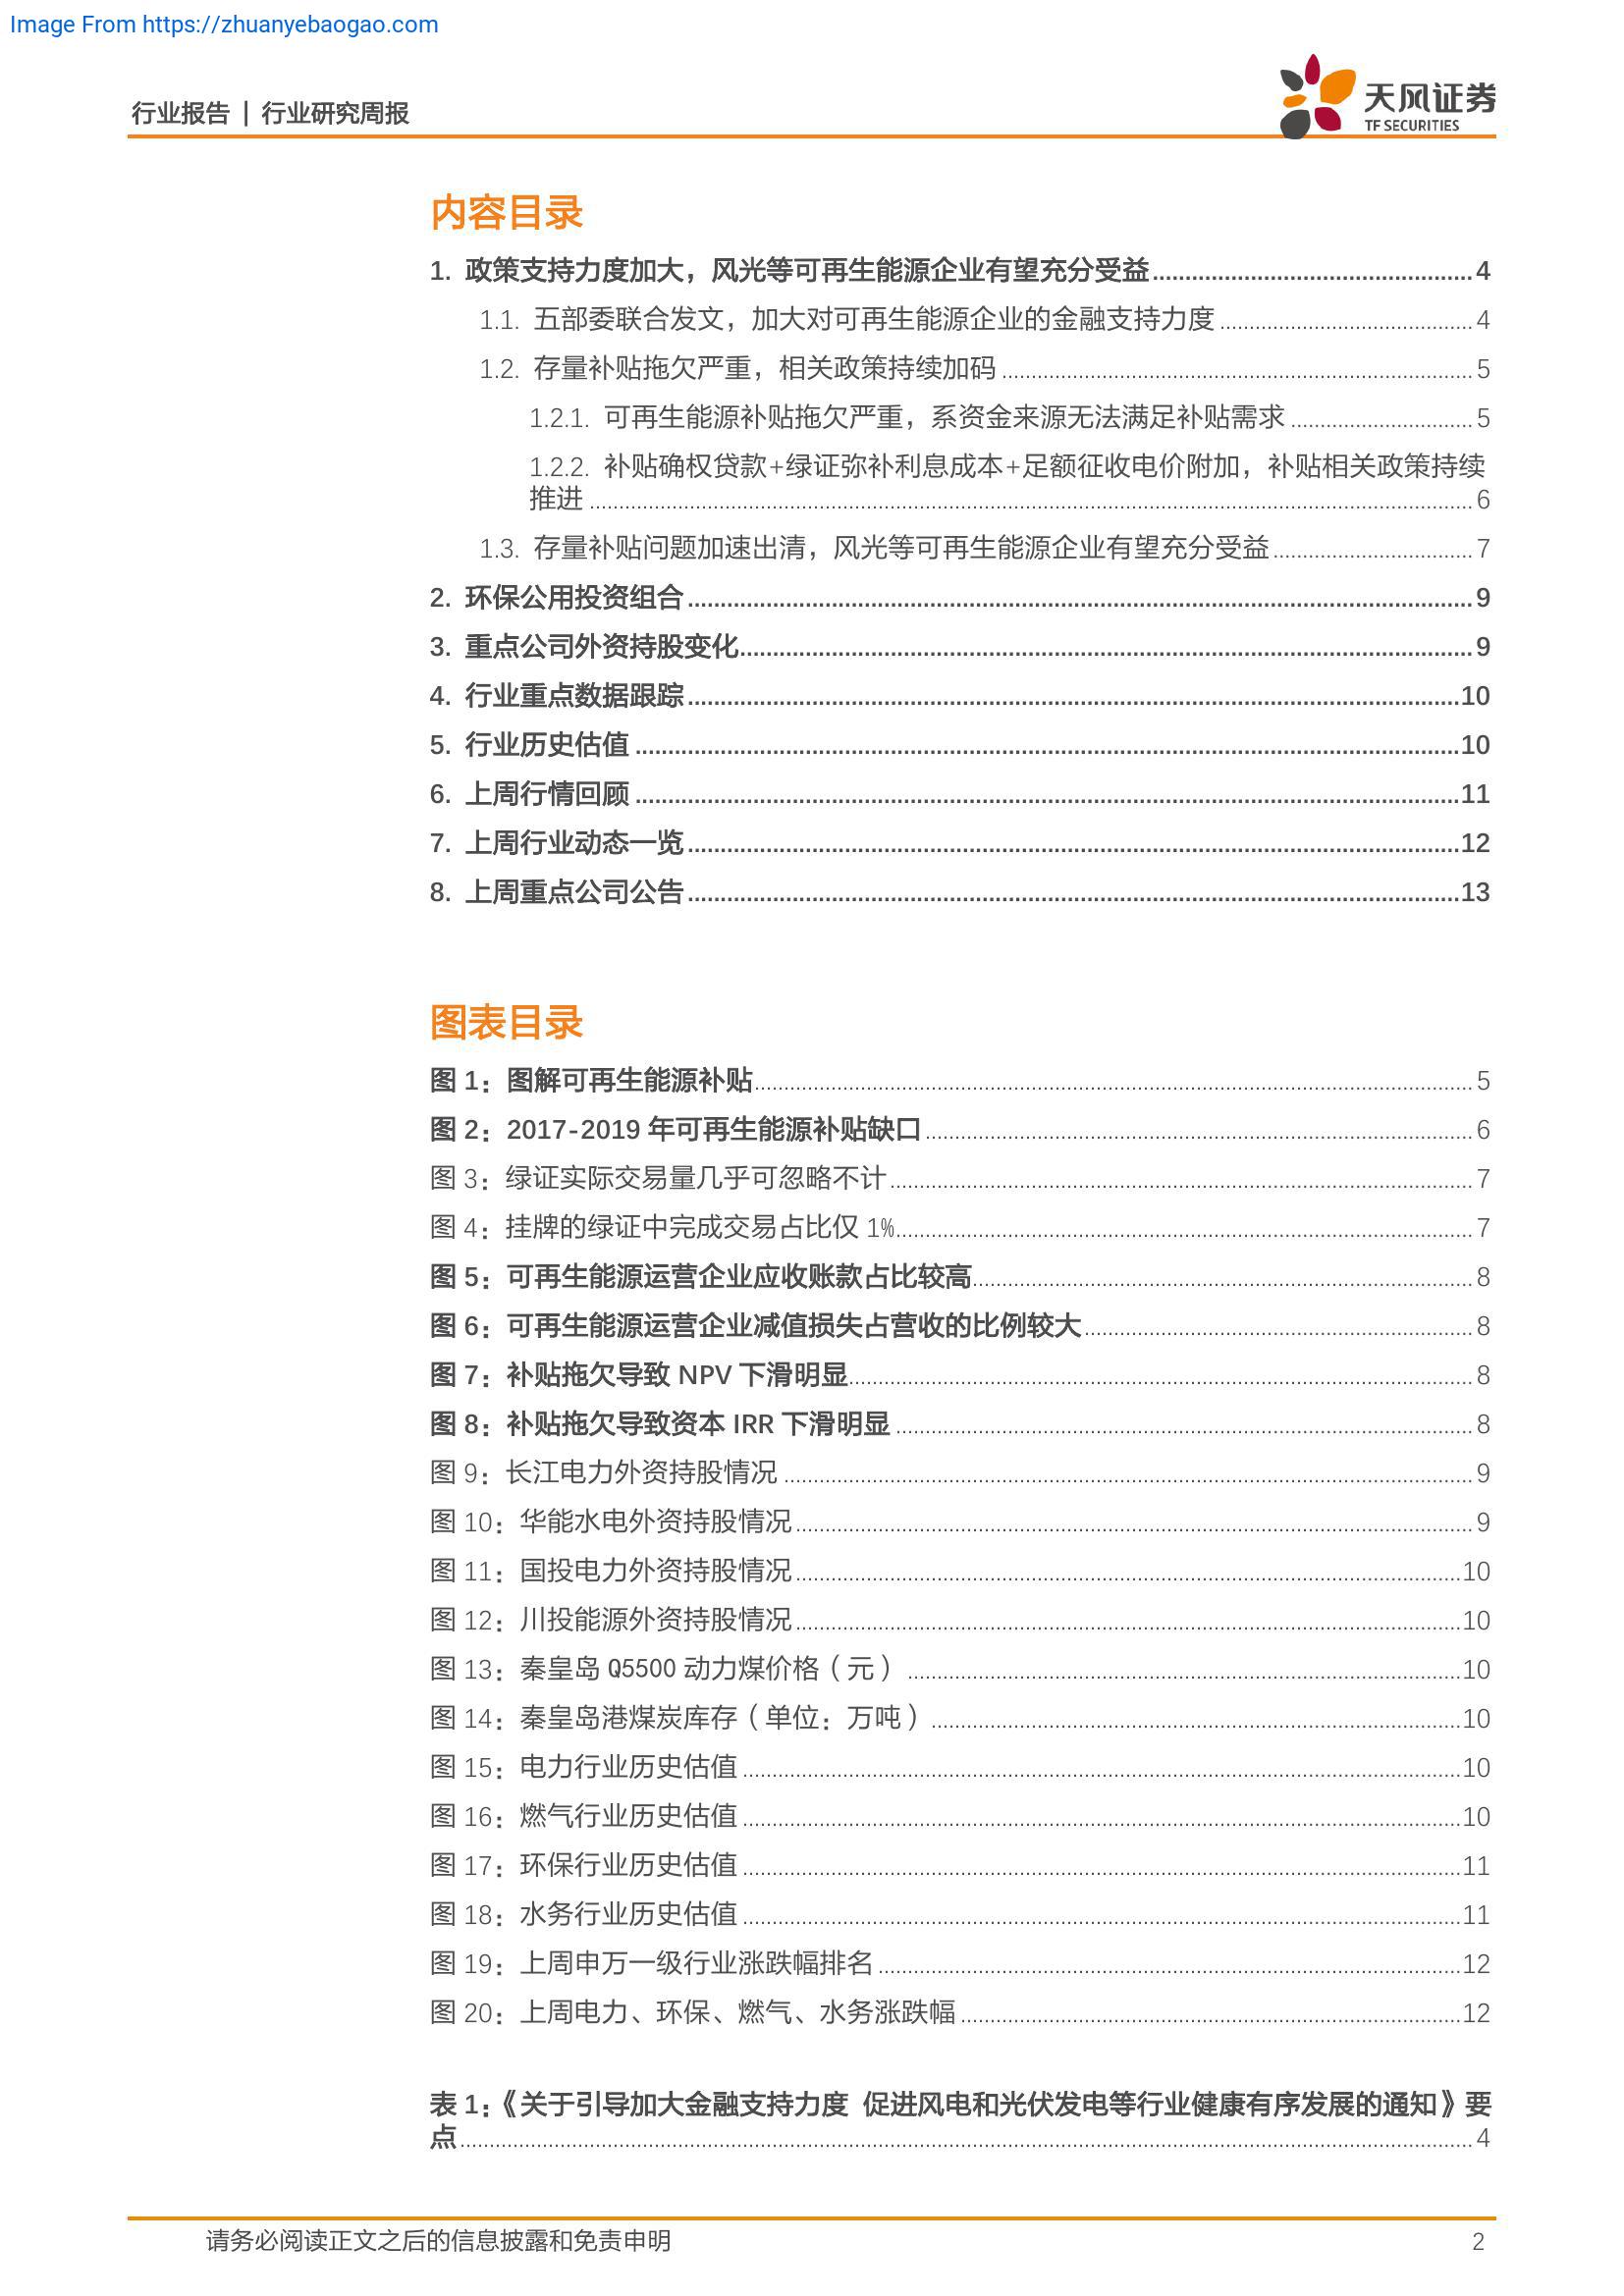 Image From https://zhuanyebaogao.com
行业报告 | 行业研究周报
天风证券
TF SECURITIES
内容目录
1. 政策支持力度加大，风光等可再生能源企业有望充分受益 4
1.1. 五部委联合发文，加大对可再生能源企业的金融支持力度 4
1.2. 存量补贴拖欠严重，相关政策持续加码 5
1.2.1. 可再生能源补贴拖欠严重，系资金来源无法满足补贴需求 5
1.2.2. 补贴确权贷款+绿证弥补利息成本+足额征收电价附加，补贴相关政策持续
推进 6
1.3. 存量补贴问题加速出清，风光等可再生能源企业有望充分受益 7
2. 环保公用投资组合 9
3. 重点公司外资持股变化 9
4. 行业重点数据跟踪 10
5. 行业历史估值 10
6. 上周行情回顾 11
7. 上周行业动态一览 12
8. 上周重点公司公告 13
图表目录
图 1：图解可再生能源补贴 5
图 2：2017-2019 年可再生能源补贴缺口 6
图 3：绿证实际交易量几乎可忽略不计 7
图 4：挂牌的绿证中完成交易占比仅 1% 7
图 5：可再生能源运营企业应收账款占比较高 8
图 6：可再生能源运营企业减值损失占营收的比例较大 8
图 7：补贴拖欠导致 NPV 下滑明显 8
图 8：补贴拖欠导致资本 IRR 下滑明显 8
图 9：长江电力外资持股情况 9
图 10：华能水电外资持股情况 9
图 11：国投电力外资持股情况 10
图 12：川投能源外资持股情况 10
图 13：秦皇岛 Q5500 动力煤价格（元） 10
图 14：秦皇岛港煤炭库存（单位：万吨） 10
图 15：电力行业历史估值 10
图 16：燃气行业历史估值 10
图 17：环保行业历史估值 11
图 18：水务行业历史估值 11
图 19：上周申万一级行业涨跌幅排名 12
图 20：上周电力、环保、燃气、水务涨跌幅 12
表 1：《关于引导加大金融支持力度 促进风电和光伏发电等行业健康有序发展的通知》要
点 4
请务必阅读正文之后的信息披露和免责申明 2